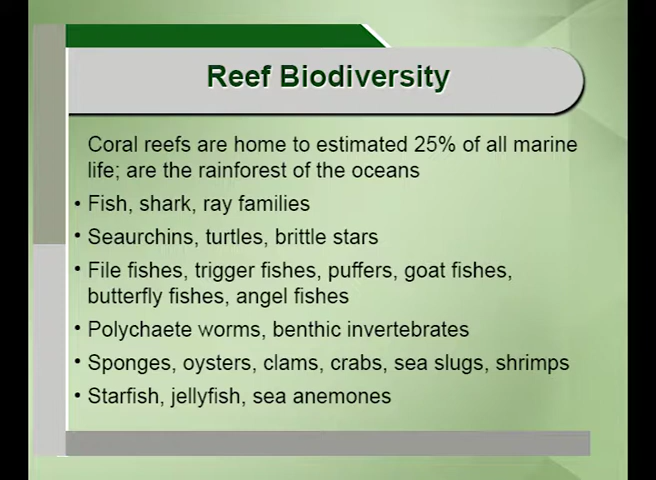 Reef Biodiversity
Coral reefs are home to estimated 25% of all marine
life; are the rainforest of the oceans
• Fish, shark, ray families
• Seaurchins, turtles, brittle stars
• File fishes, trigger fishes, puffers, goat fishes,
butterfly fishes, angel fishes
• Polychaete worms, benthic invertebrates
• Sponges, oysters, clams, crabs, sea slugs, shrimps
• Starfish, jellyfish, sea anemones